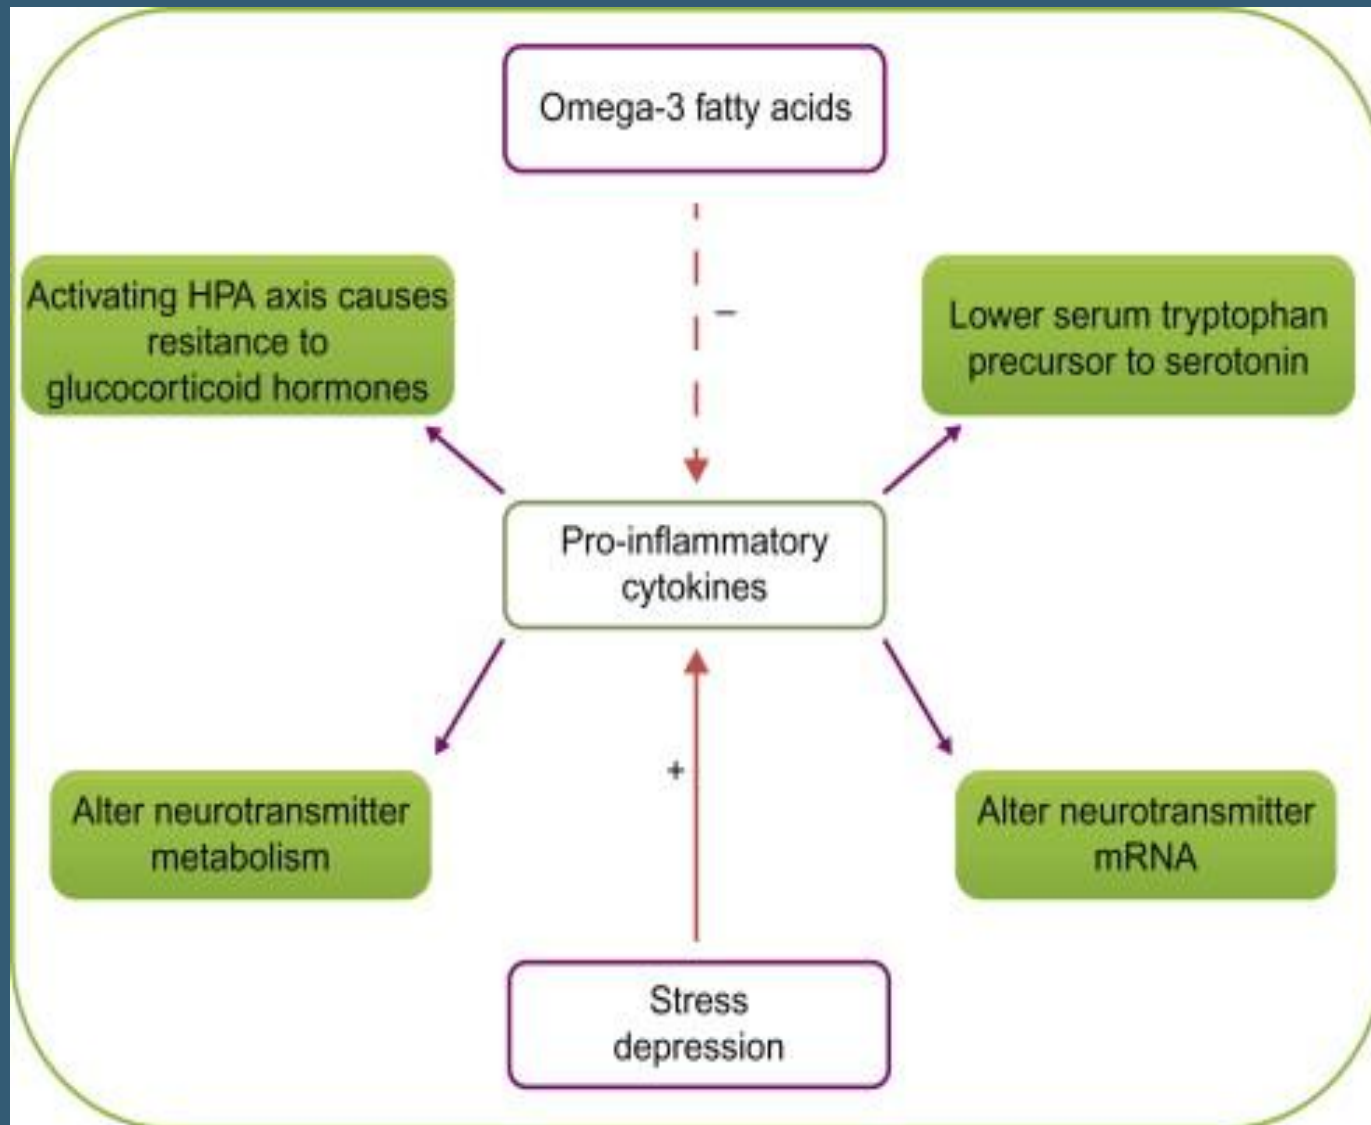 Omega-3 fatty acids
Activating HPA axis causes
resitance to
glucocorticoid hormones
Lower serum tryptophan
precursor to serotonin
–
Pro-inflammatory
cytokines
+
Alter neurotransmitter
metabolism
Alter neurotransmitter
mRNA
Stress
depression